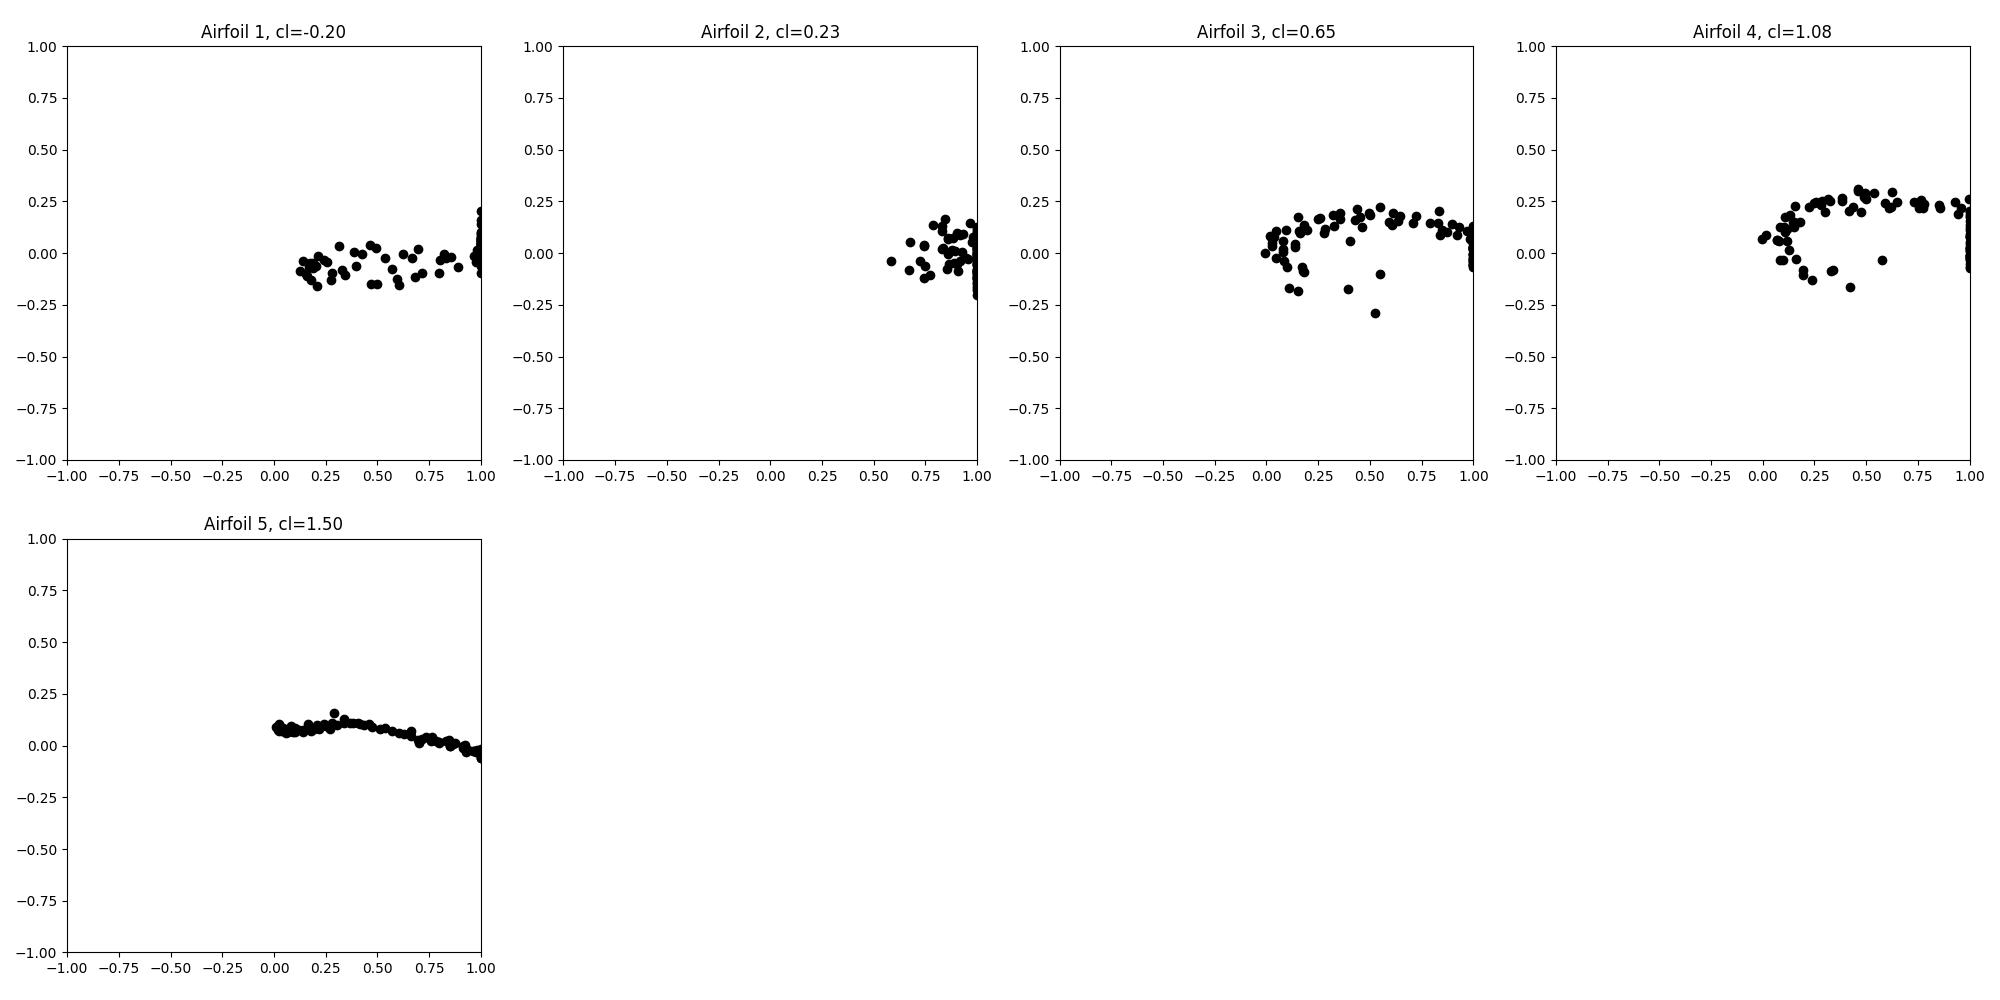 Airfoil 1, cl=-0.20
Airfoil 2, cl=0.23
Airfoil 3, cl=0.65
Airfoil 4, cl=1.08
1.00 1.00 1.00 1.00
0.75 0.75 0.75 0.75
0.50 0.50 0.50 0.50
0.25 0.25 0.25 0.25
0.00 0.00 0.00 0.00
−0.25 −0.25 −0.25 −0.25
−0.50 −0.50 −0.50 −0.50
−0.75 −0.75 −0.75 −0.75
−1.00 −1.00 −1.00 −1.00
−1.00 −0.75 −0.50 −0.25 0.00 0.25 0.50 0.75 1.00
−1.00 −0.75 −0.50 −0.25 0.00 0.25 0.50 0.75 1.00
−1.00 −0.75 −0.50 −0.25 0.00 0.25 0.50 0.75 1.00
−1.00 −0.75 −0.50 −0.25 0.00 0.25 0.50 0.75 1.00
Airfoil 5, cl=1.50
1.00
0.75
0.50
0.25
0.00
−0.25
−0.50
−0.75
−1.00
−1.00 −0.75 −0.50 −0.25 0.00 0.25 0.50 0.75 1.00